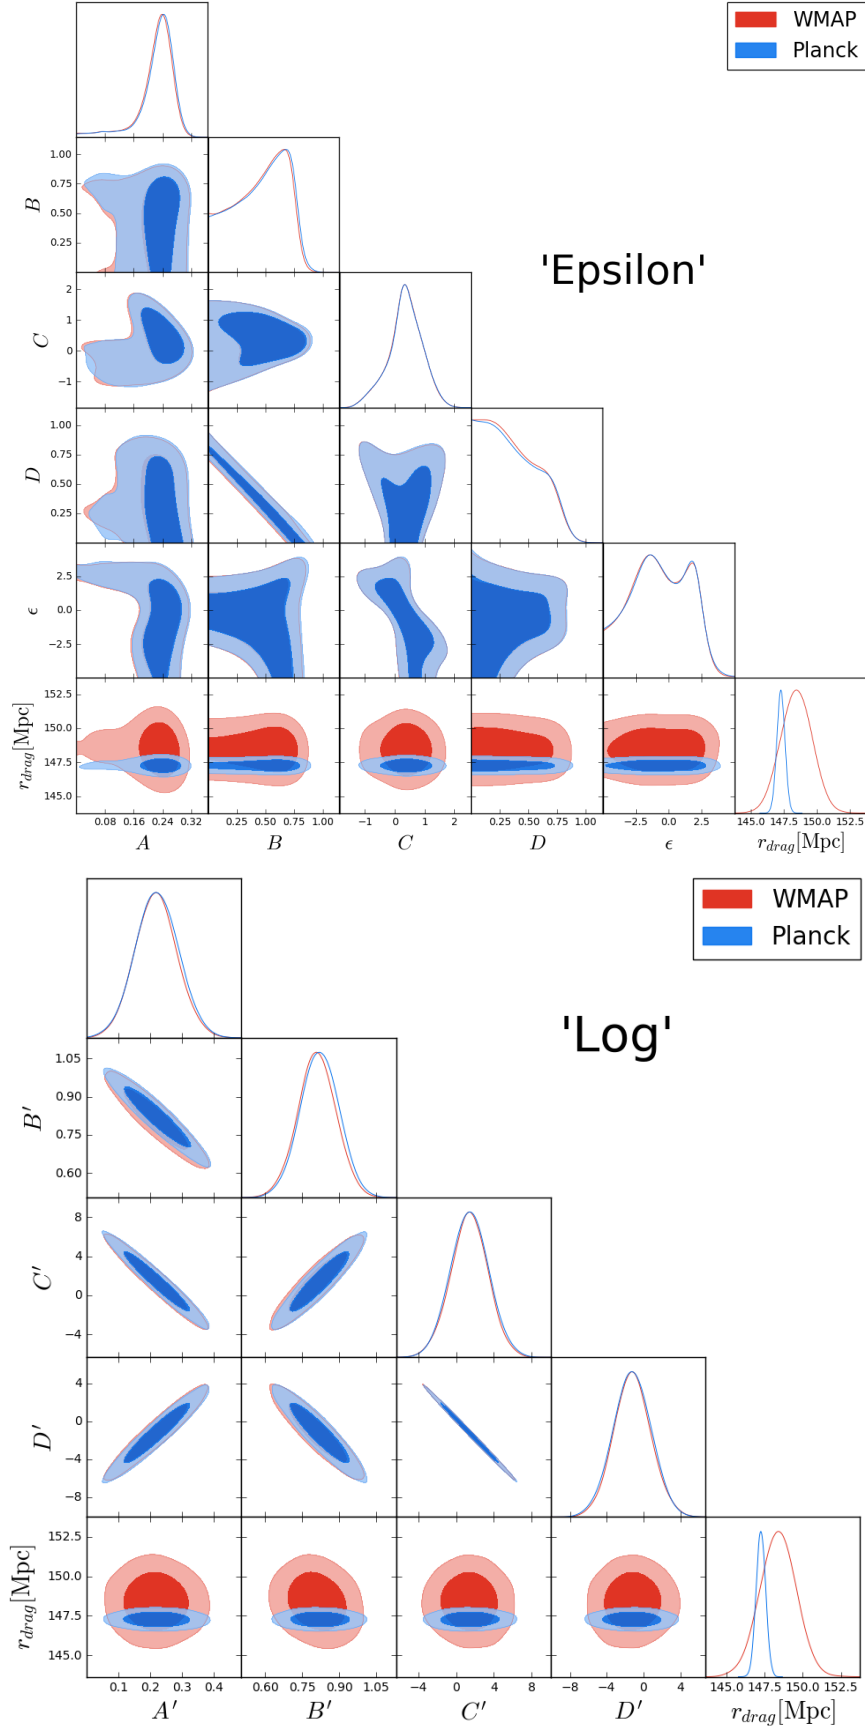 WMAP
Planck
'Epsilon'
1.00
0.75
0.50
0.25
B
2
1
0
−1
C
1.00
0.75
0.50
0.25
D
2.5
0.0
−2.5
ϵ
152.5
150.0
147.5
145.0
r_drag[Mpc]
0.08 0.16 0.24 0.32
0.25 0.50 0.75 1.00
−1 0 1 2
0.25 0.50 0.75 1.00
−2.5 0.0 2.5
145.0 147.5 150.0 152.5
A B C D ϵ r_drag[Mpc]
WMAP
Planck
'Log'
1.05
0.90
0.75
0.60
B′
8
4
0
−4
C′
4
0
−4
−8
D′
152.5
150.0
147.5
145.0
r_drag[Mpc]
0.1 0.2 0.3 0.4
0.60 0.75 0.90 1.05
−4 0 4 8
−8 −4 0 4
145.0 147.5 150.0 152.5
A′ B′ C′ D′ r_drag[Mpc]